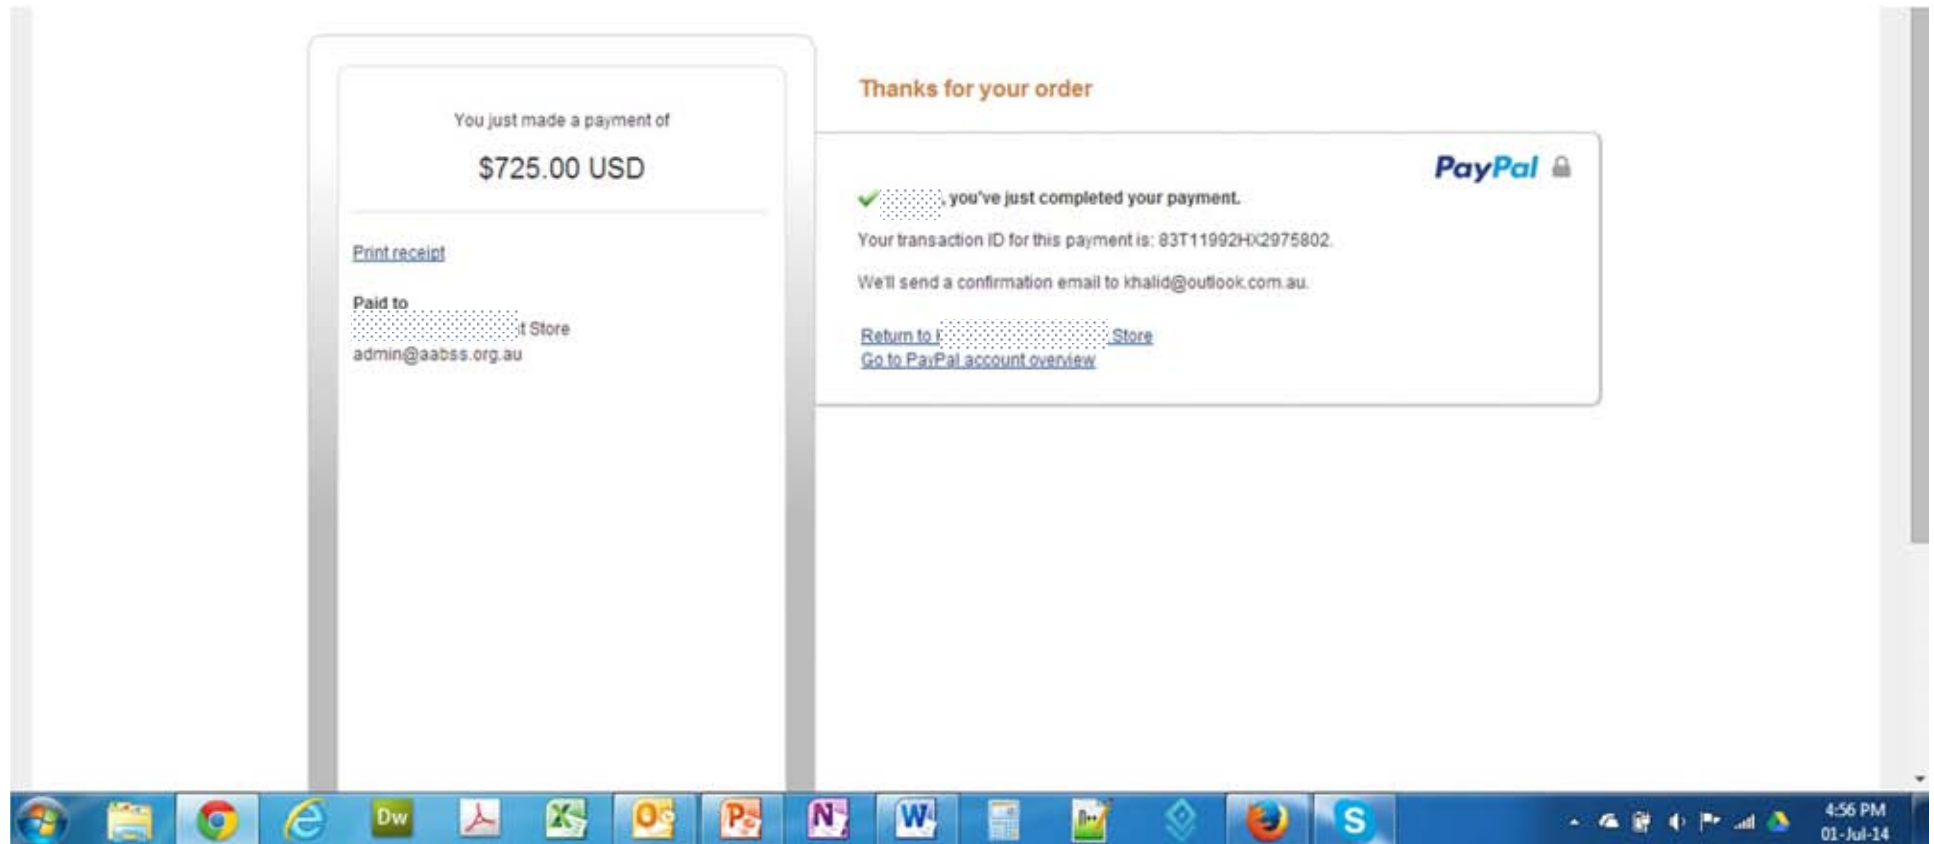 You just made a payment of
$725.00 USD
Print receipt
Paid to
t Store
admin@aabss.org.au
Thanks for your order
PayPal
, you've just completed your payment.
Your transaction ID for this payment is: 83T11992HX2975802.
We'll send a confirmation email to khalid@outlook.com.au.
Return to Store
Go to PayPal account overview
Dw
S
4:56 PM
01-Jul-14